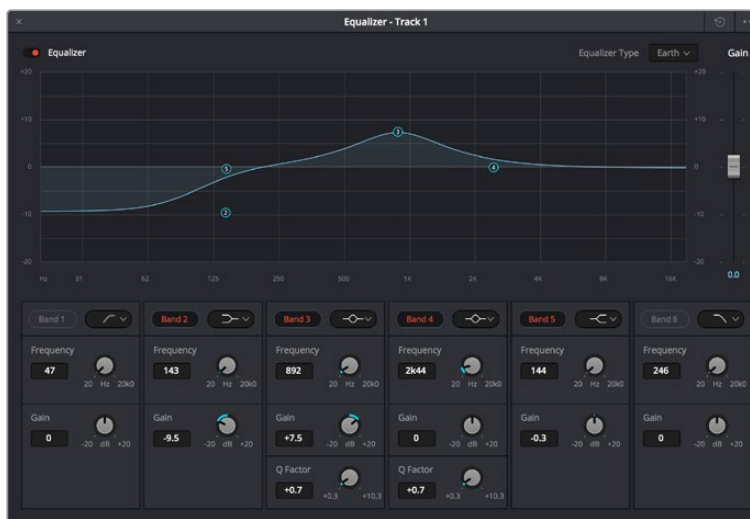 Equalizer - Track 1
Equalizer
Equalizer Type Earth Gain
+20 +20
+10 +10
0 0
-10 -10
-20 -20
5
3
4
2
Hz 31 62 125 250 500 1K 2K 4K 8K 16K
0.0
Band 1 Band 2 Band 3 Band 4 Band 5 Band 6
Frequency Frequency Frequency Frequency Frequency Frequency
47 143 892 2k44 144 246
20 Hz 20k0 20 Hz 20k0 20 Hz 20k0 20 Hz 20k0 20 Hz 20k0 20 Hz 20k0
Gain Gain Gain Gain Gain Gain
0 -9.5 +7.5 0 -0.3 0
-20 dB +20 -20 dB +20 -20 dB +20 -20 dB +20 -20 dB +20 -20 dB +20
Q Factor Q Factor
+0.7 +0.7
+0.3 +10.3 +0.3 +10.3